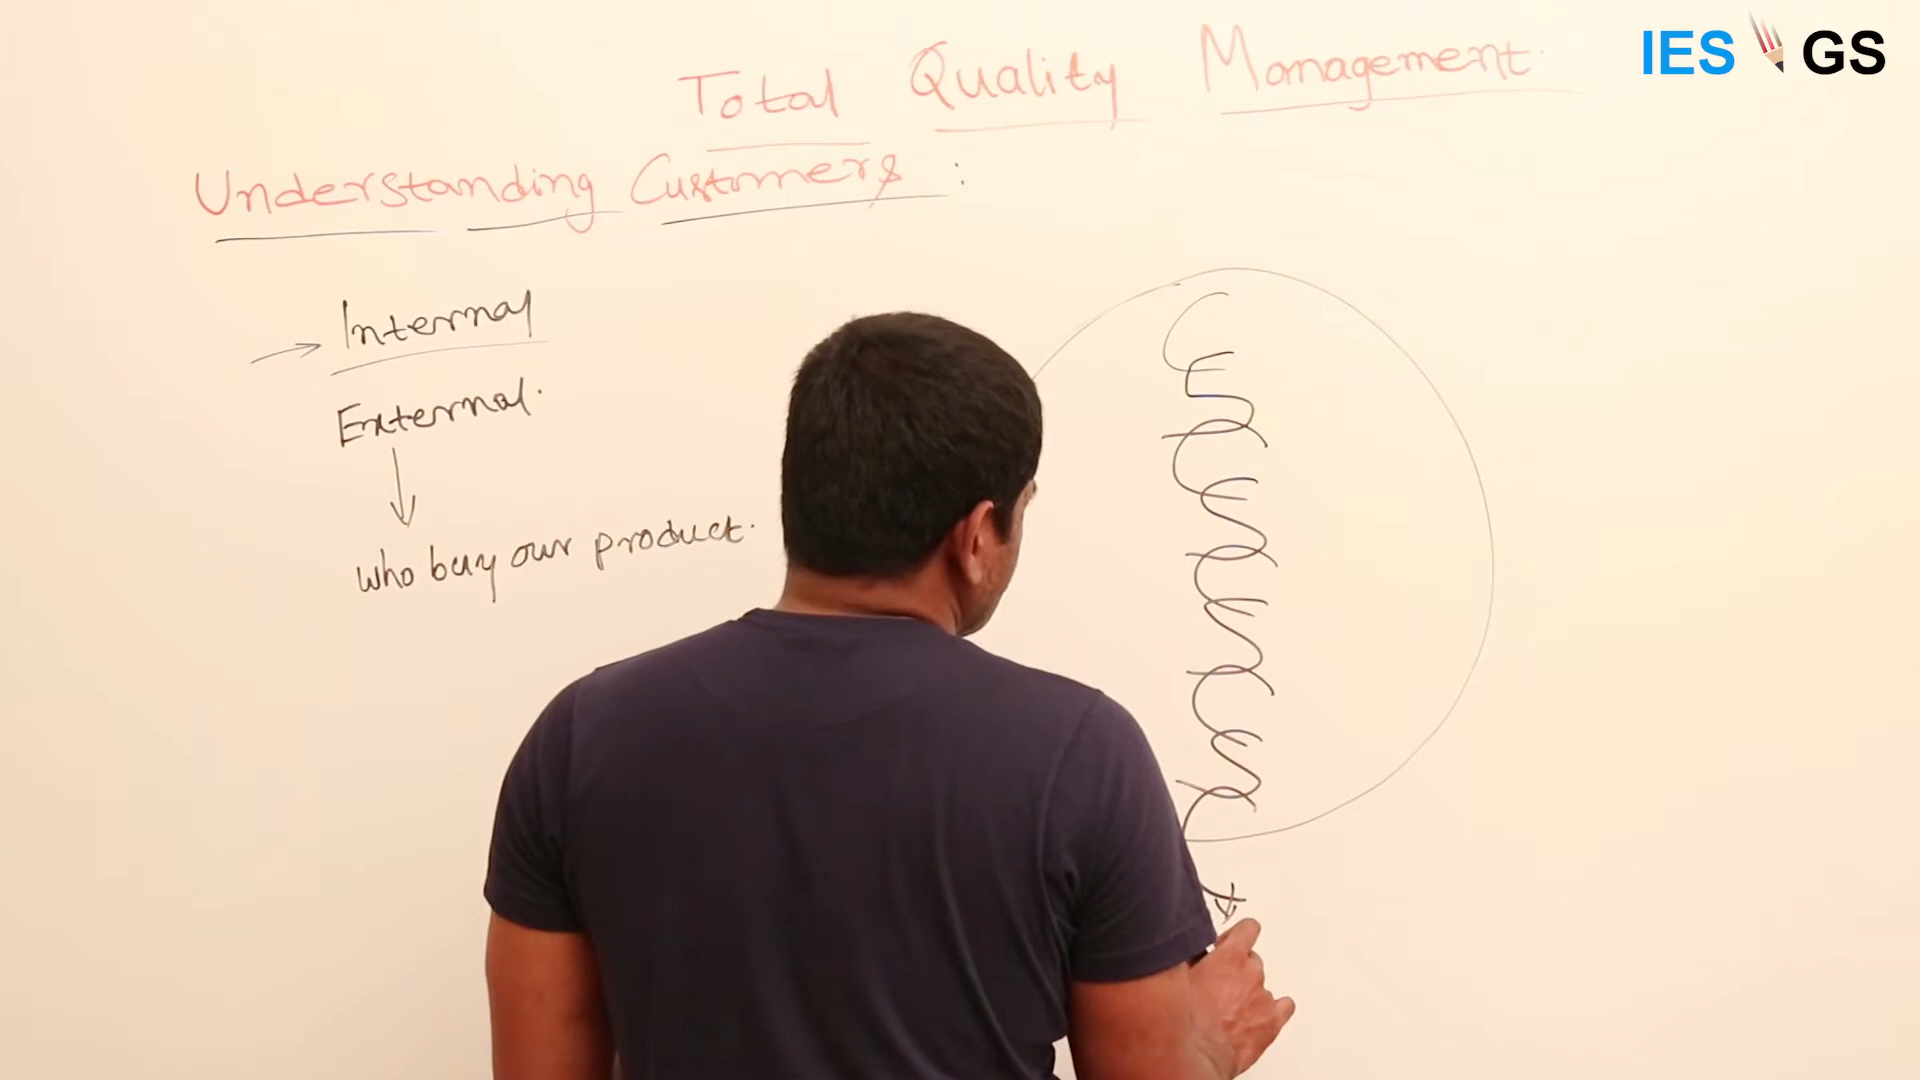 IES GS
Total Quality Management.
Understanding Customers :
→ Internal
External.
↓
who buy our product.